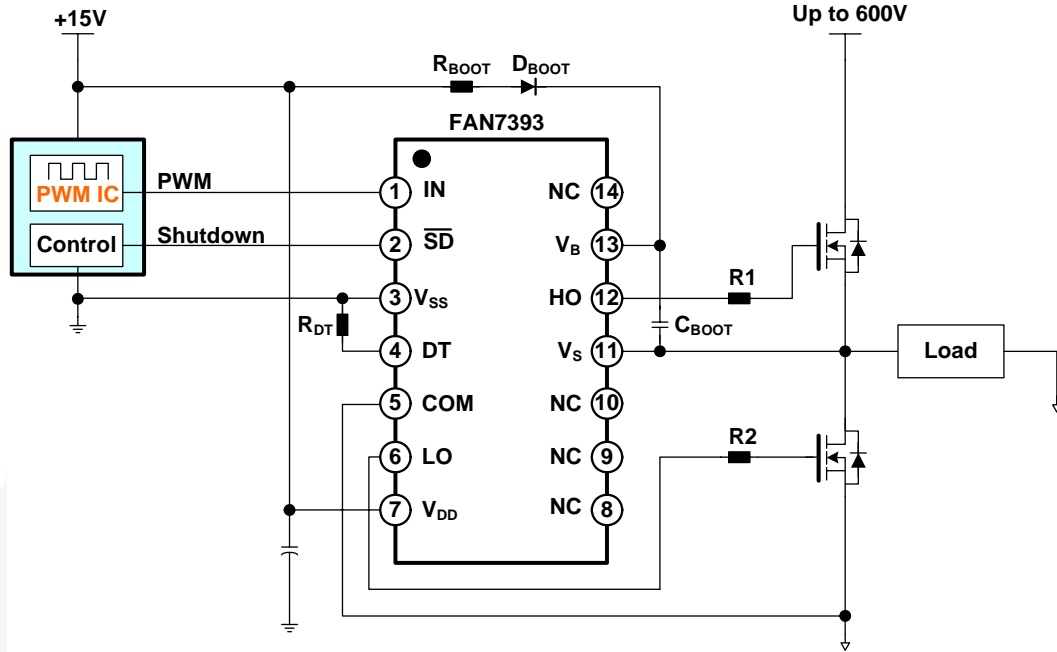 +15V
Up to 600V
RBOOT
DBOOT
FAN7393
PWM IC
PWM
1
IN
NC
14
Control
Shutdown
2
SD
VB
13
R1
3
VSS
HO
12
RDT
CBOOT
4
DT
VS
11
Load
5
COM
NC
10
R2
6
LO
NC
9
7
VDD
NC
8